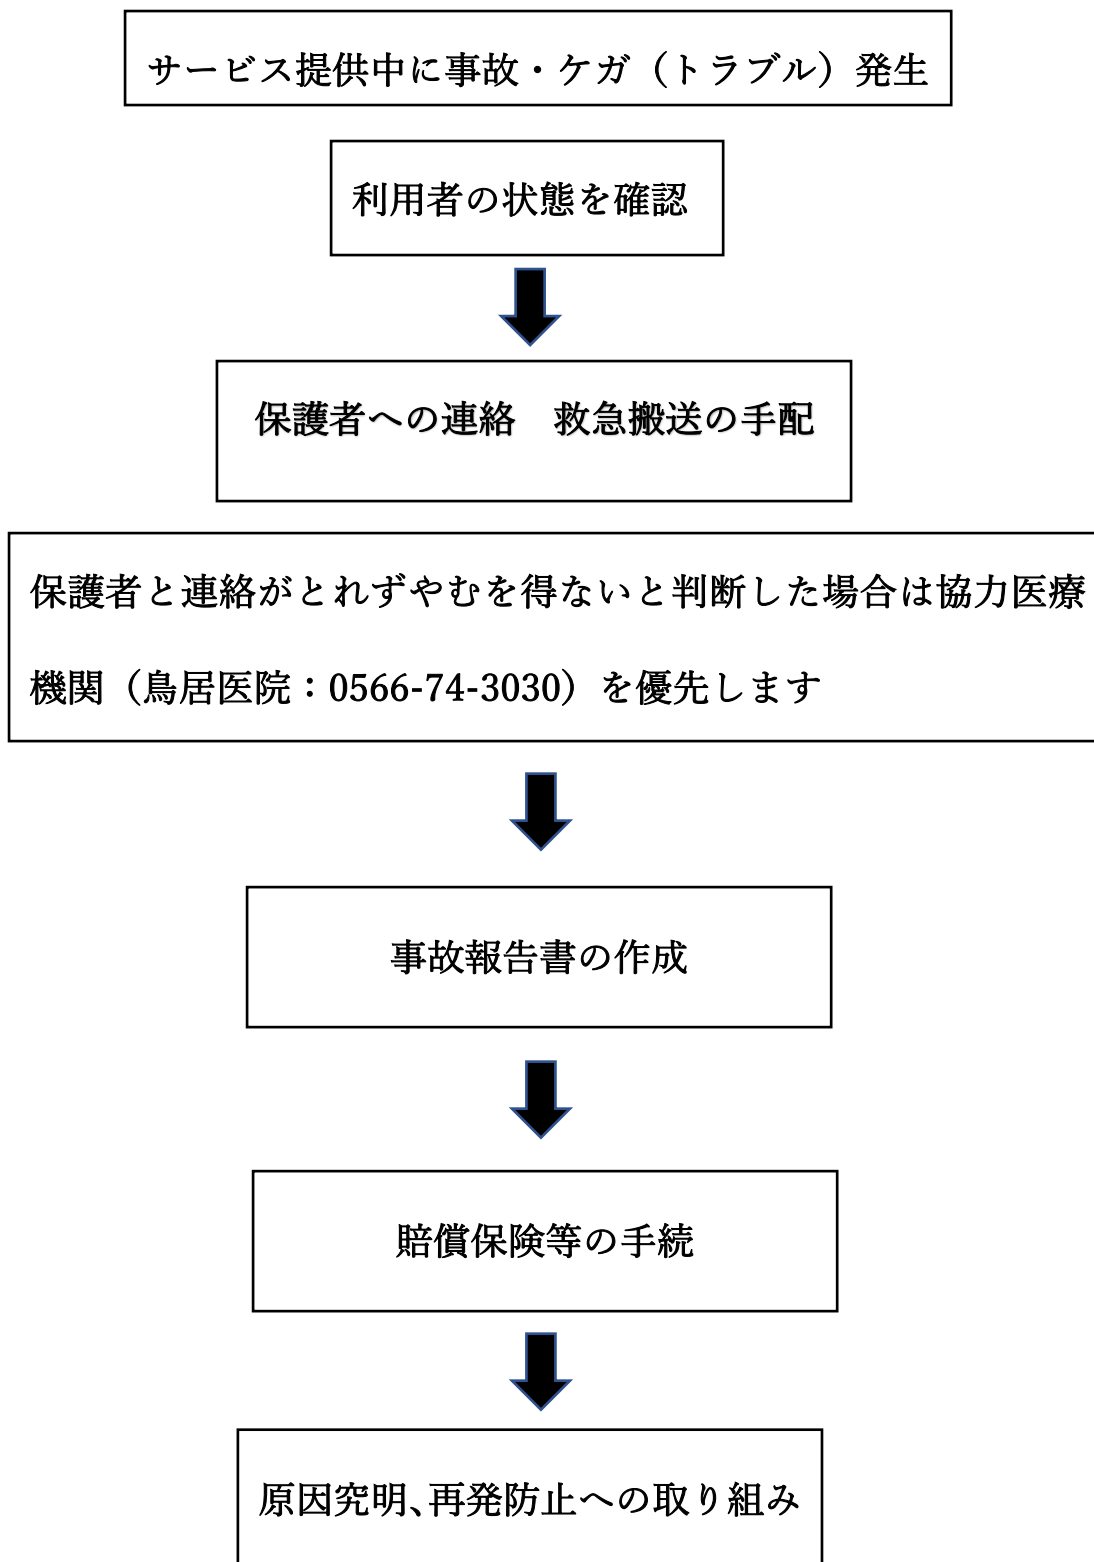 サービス提供中に事故・ケガ（トラブル）発生
利用者の状態を確認
保護者への連絡　救急搬送の手配
保護者と連絡がとれずやむを得ないと判断した場合は協力医療
機関（鳥居医院：0566-74-3030）を優先します
事故報告書の作成
賠償保険等の手続
原因究明、再発防止への取り組み